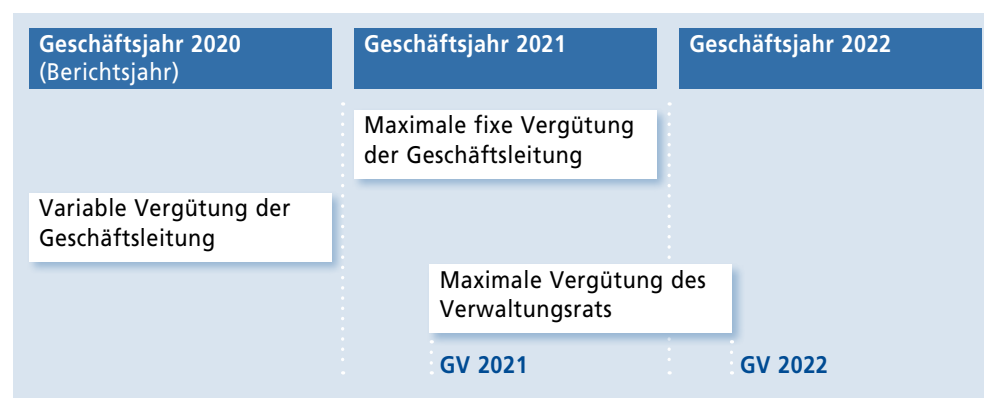 Geschäftsjahr 2020
(Berichtsjahr)
Geschäftsjahr 2021
Geschäftsjahr 2022
Maximale fixe Vergütung
der Geschäftsleitung
Variable Vergütung der
Geschäftsleitung
Maximale Vergütung des
Verwaltungsrats
GV 2021
GV 2022